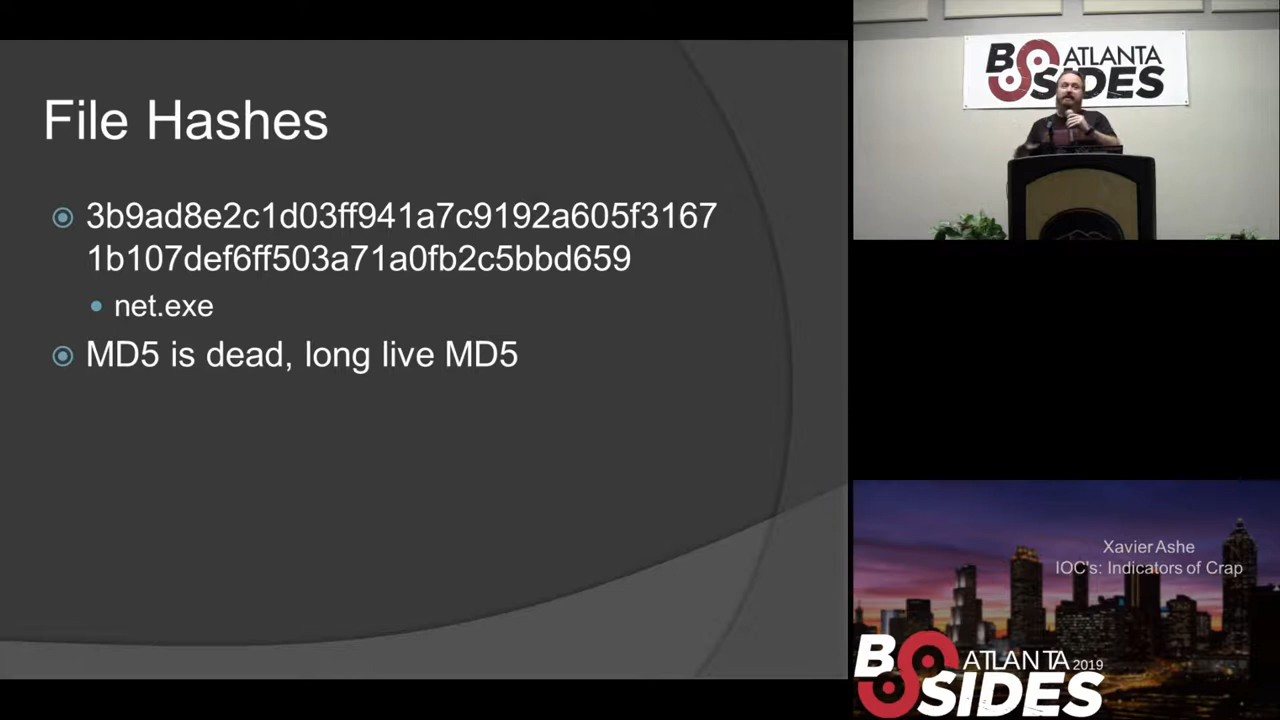 File Hashes
3b9ad8e2c1d03ff941a7c9192a605f3167
1b107def6ff503a71a0fb2c5bbd659
net.exe
MD5 is dead, long live MD5
BSIDES ATLANTA
Xavier Ashe
IOC's: Indicators of Crap
BSIDES ATLANTA 2019